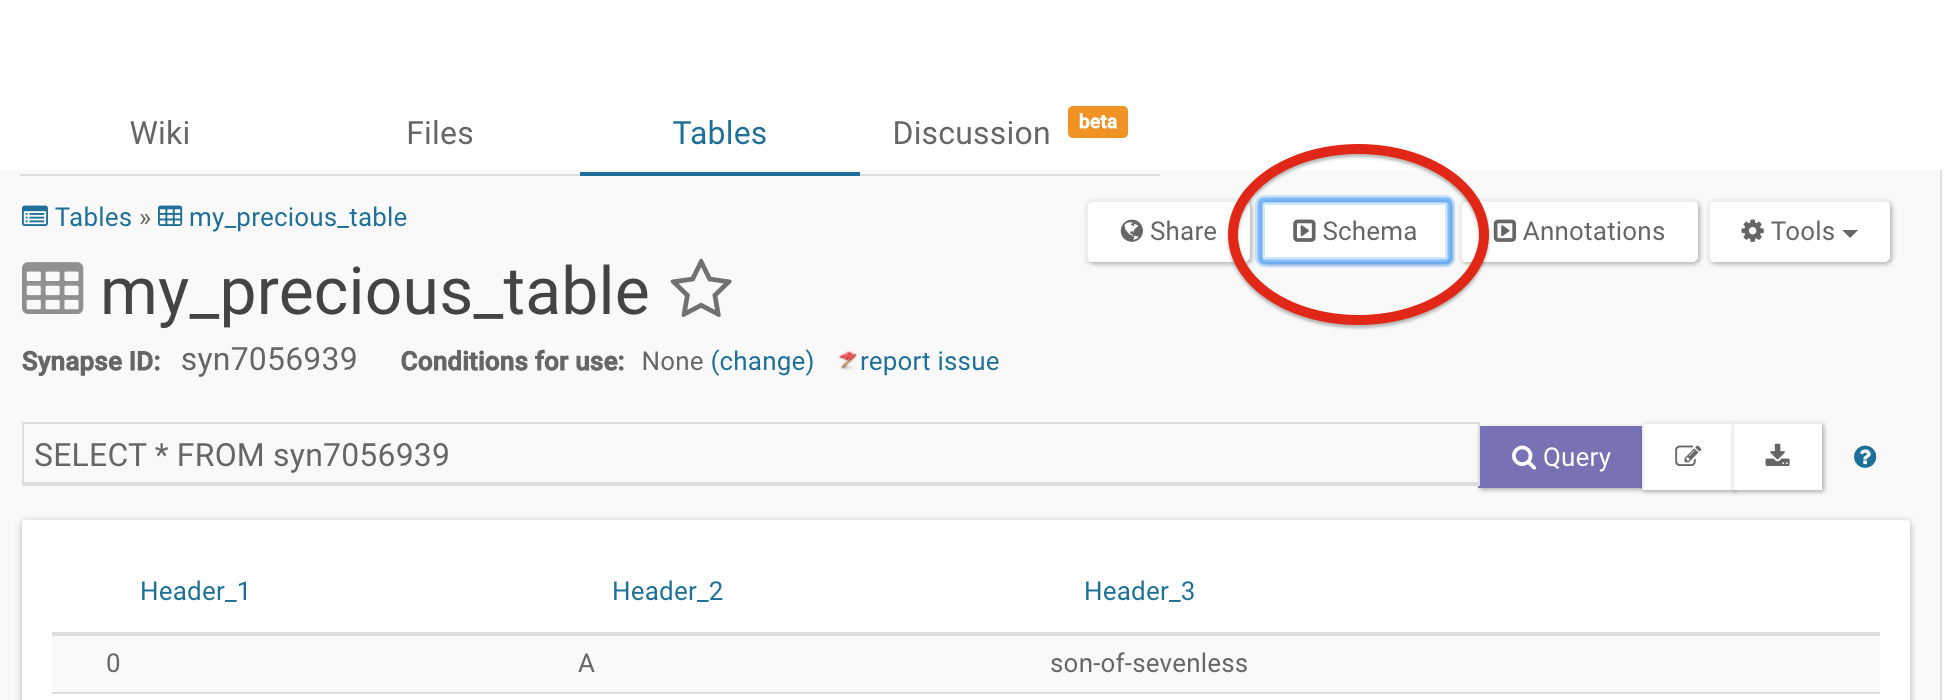 Wiki Files Tables Discussion beta
Tables » my_precious_table
Share Schema Annotations Tools
my_precious_table
Synapse ID: syn7056939 Conditions for use: None (change) report issue
SELECT * FROM syn7056939 Query ?
Header_1 Header_2 Header_3
0 A son-of-sevenless